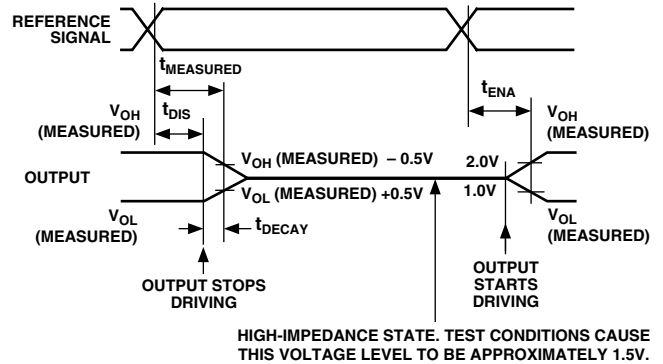 REFERENCE
SIGNAL
tMEASURED
tENA
VOH
(MEASURED)
tDIS
VOH
(MEASURED)
VOH (MEASURED) – 0.5V
2.0V
OUTPUT
VOL (MEASURED) +0.5V
1.0V
VOL
(MEASURED)
VOL
(MEASURED)
tDECAY
OUTPUT STOPS
DRIVING
OUTPUT
STARTS
DRIVING
HIGH-IMPEDANCE STATE. TEST CONDITIONS CAUSE
THIS VOLTAGE LEVEL TO BE APPROXIMATELY 1.5V.